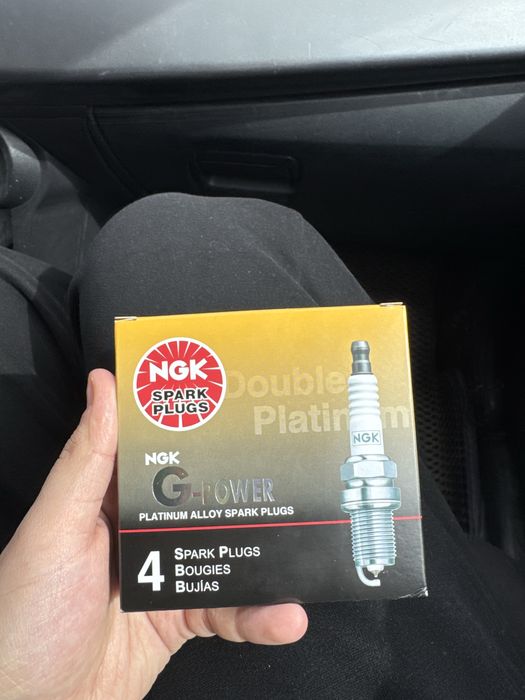 NGK
SPARK
PLUGS
Double
Platinum
NGK
NGK
G-POWER
PLATINUM ALLOY SPARK PLUGS
4 SPARK PLUGS
BOUGIES
BUJÍAS